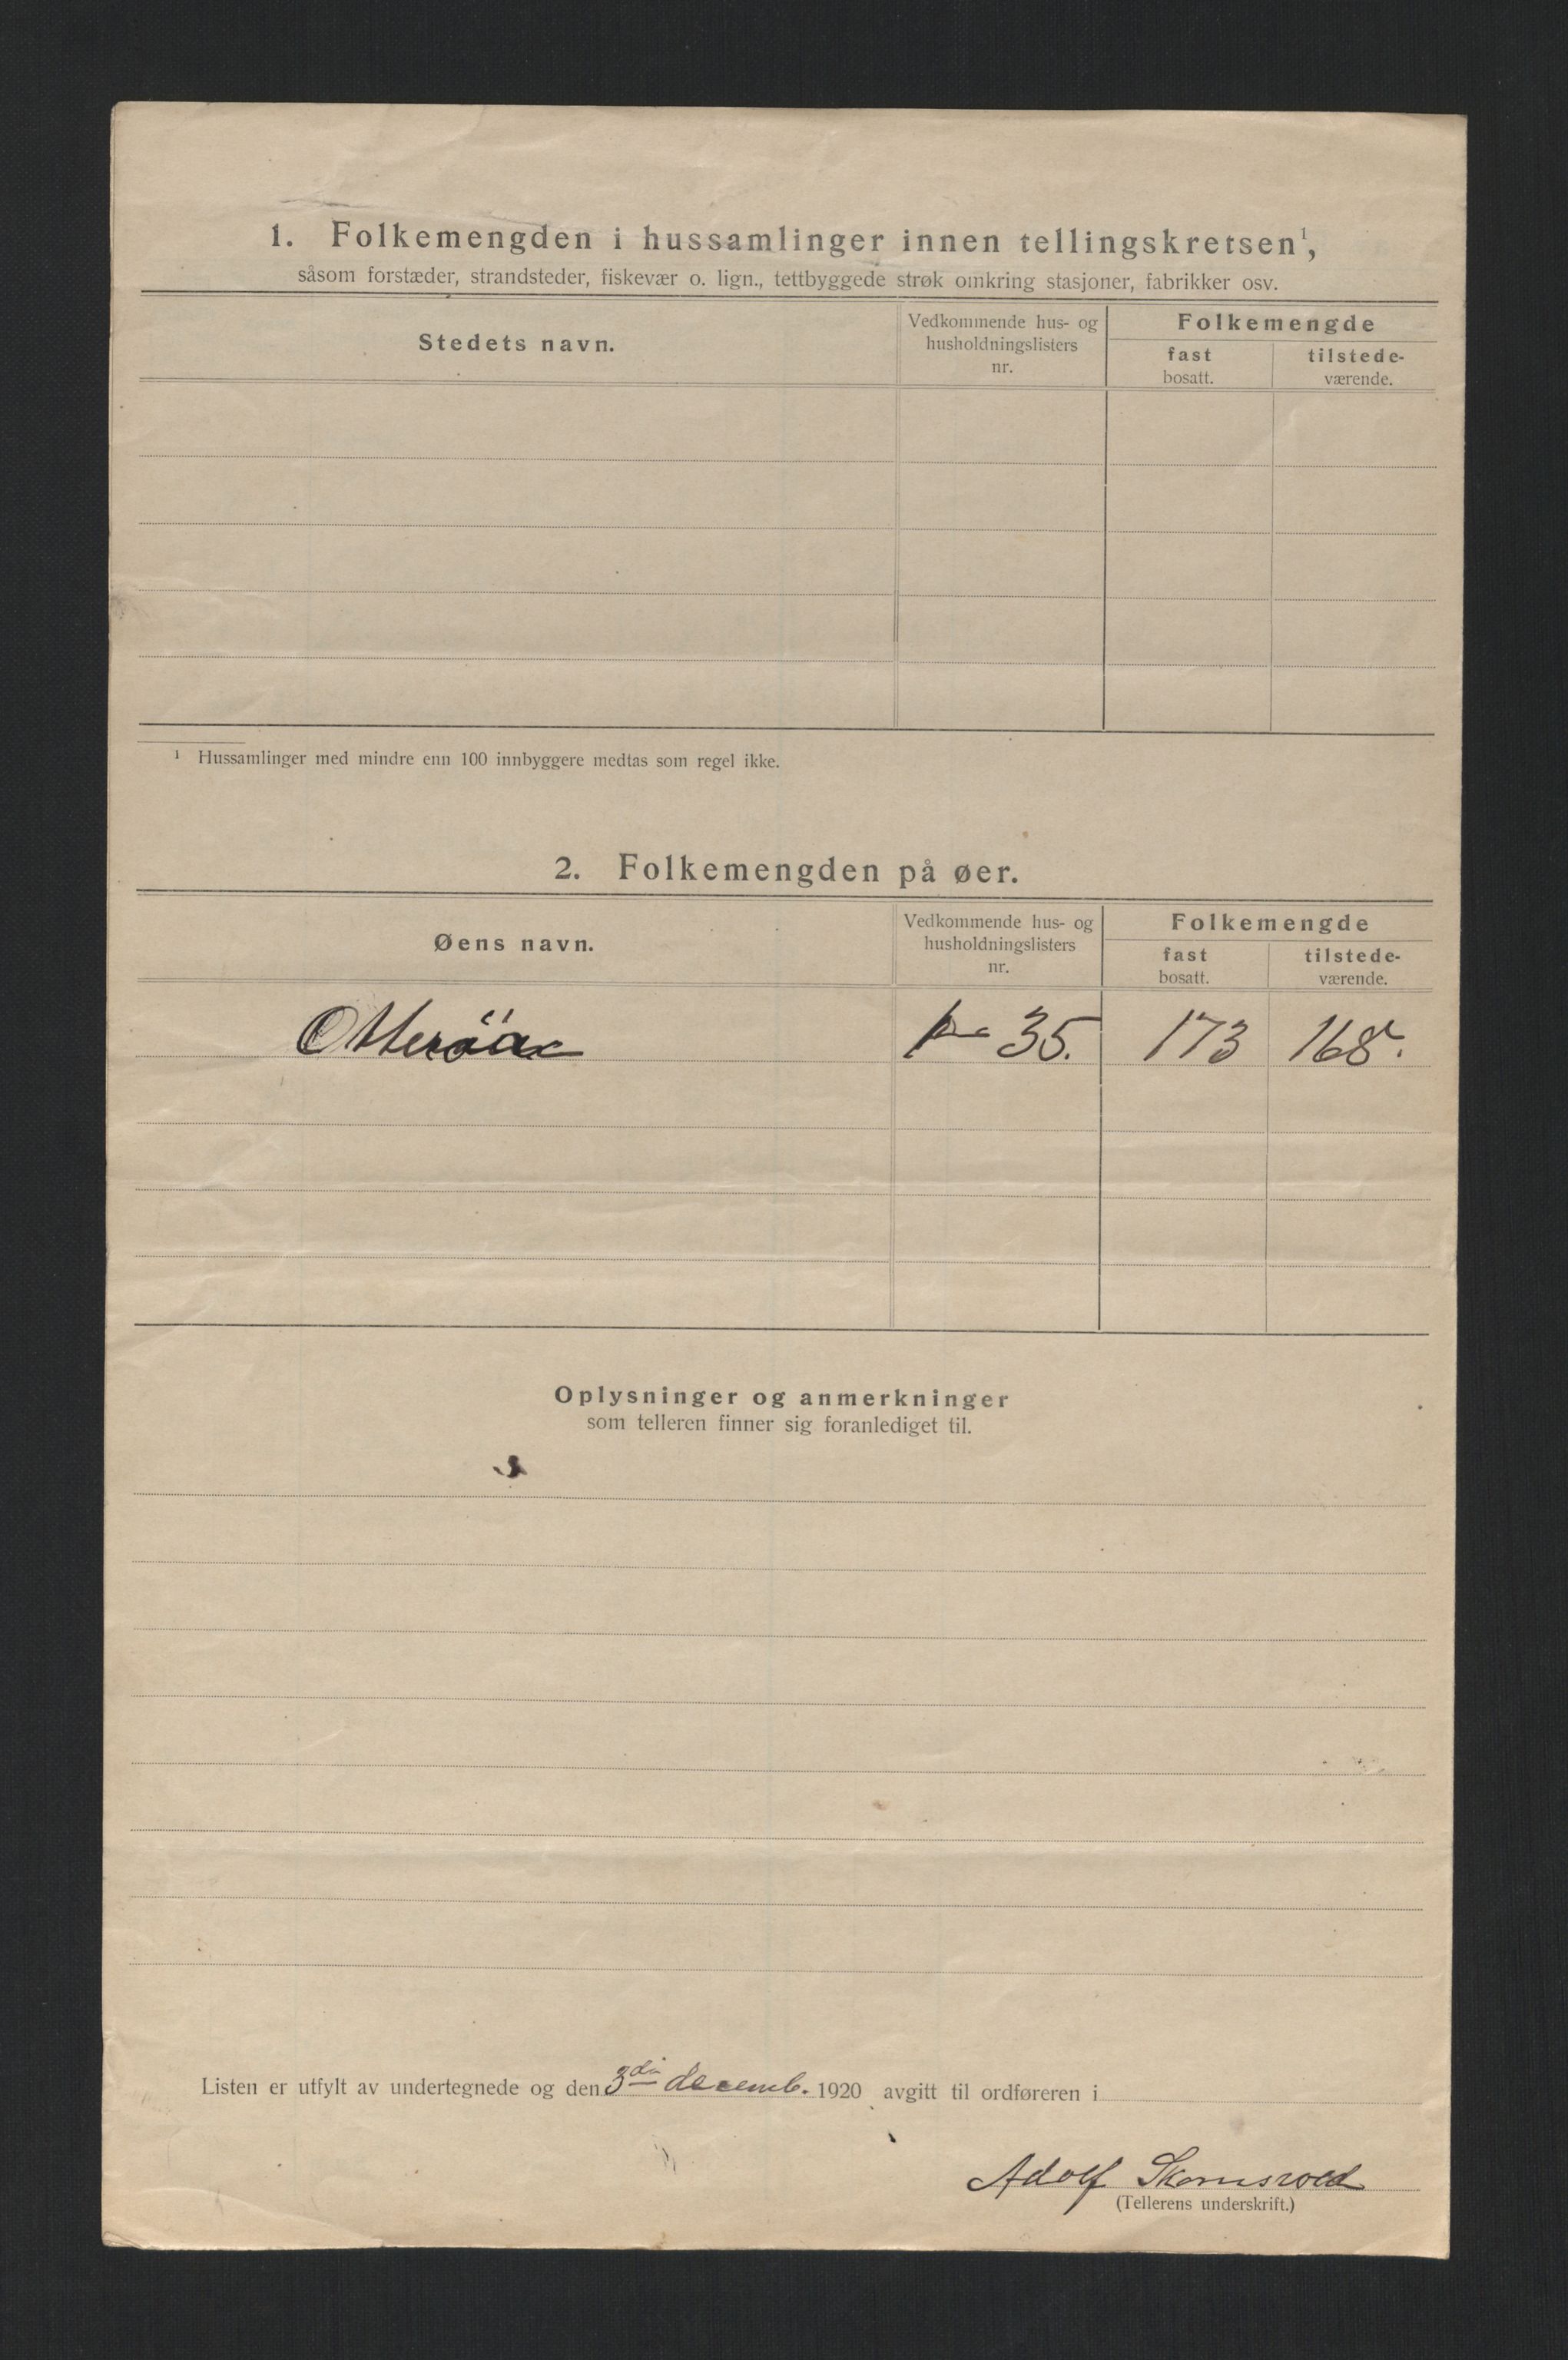 1. Folkemengden i hussamlinger innen tellingskretsen¹,
såsom forstæder, strandsteder, fiskevær o. lign., tettbyggede strøk omkring stasjoner, fabrikker osv.
Stedets navn.
Vedkommende hus- og
husholdningslisters
nr.
Folkemengde
fast
bosatt.
tilstede-
værende.
¹ Hussamlinger med mindre enn 100 innbyggere medtas som regel ikke.
2. Folkemengden på øer.
Øens navn.
Vedkommende hus- og
husholdningslisters
nr.
Folkemengde
fast
bosatt.
tilstede-
værende.
35. 173 168.
Oplysninger og anmerkninger
som telleren finner sig foranlediget til.
Listen er utfylt av undertegnede og den 3die decemb. 1920 avgitt til ordføreren i
Adolf
(Tellerens underskrift.)